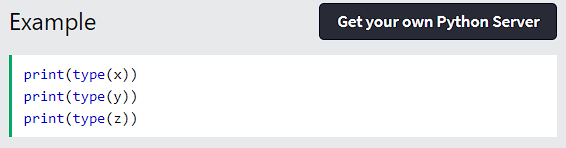 Example
Get your own Python Server
print(type(x))
print(type(y))
print(type(z))